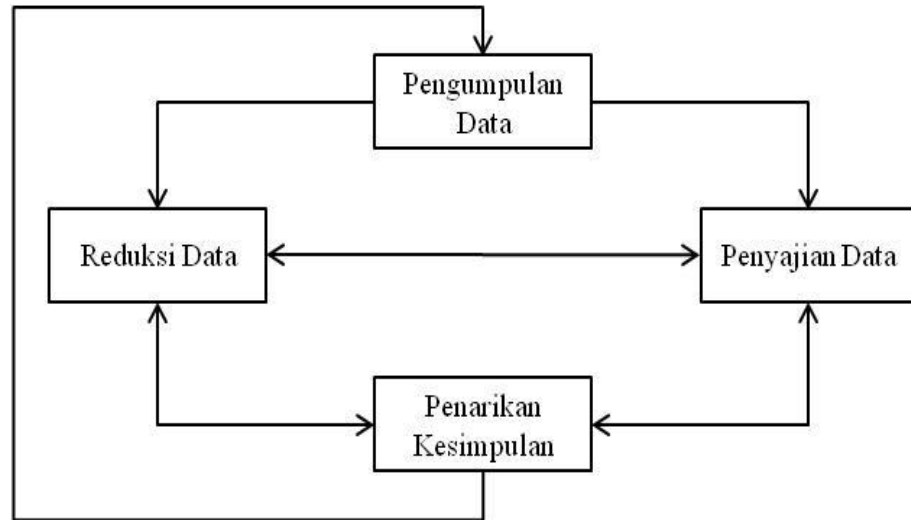 Pengumpulan
Data
Reduksi Data
Penyajian Data
Penarikan
Kesimpulan